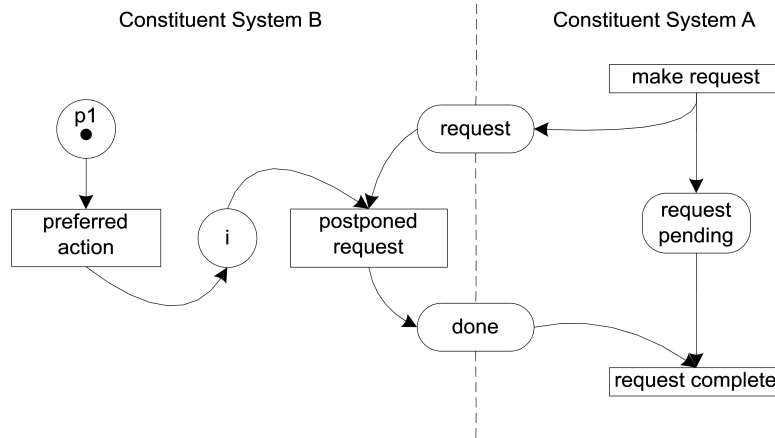 Constituent System B
Constituent System A
make request
p1
request
preferred
action
i
postponed
request
request
pending
done
request complete